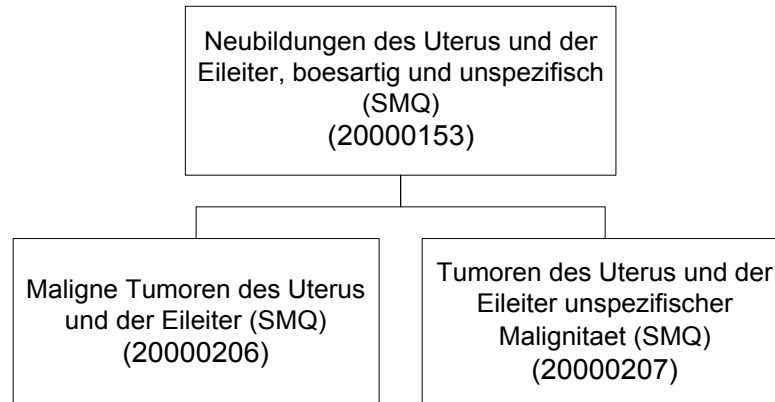 Neubildungen des Uterus und der
Eileiter, boesartig und unspezifisch
(SMQ)
(20000153)
Maligne Tumoren des Uterus
und der Eileiter (SMQ)
(20000206)
Tumoren des Uterus und der
Eileiter unspezifischer
Malignitaet (SMQ)
(20000207)